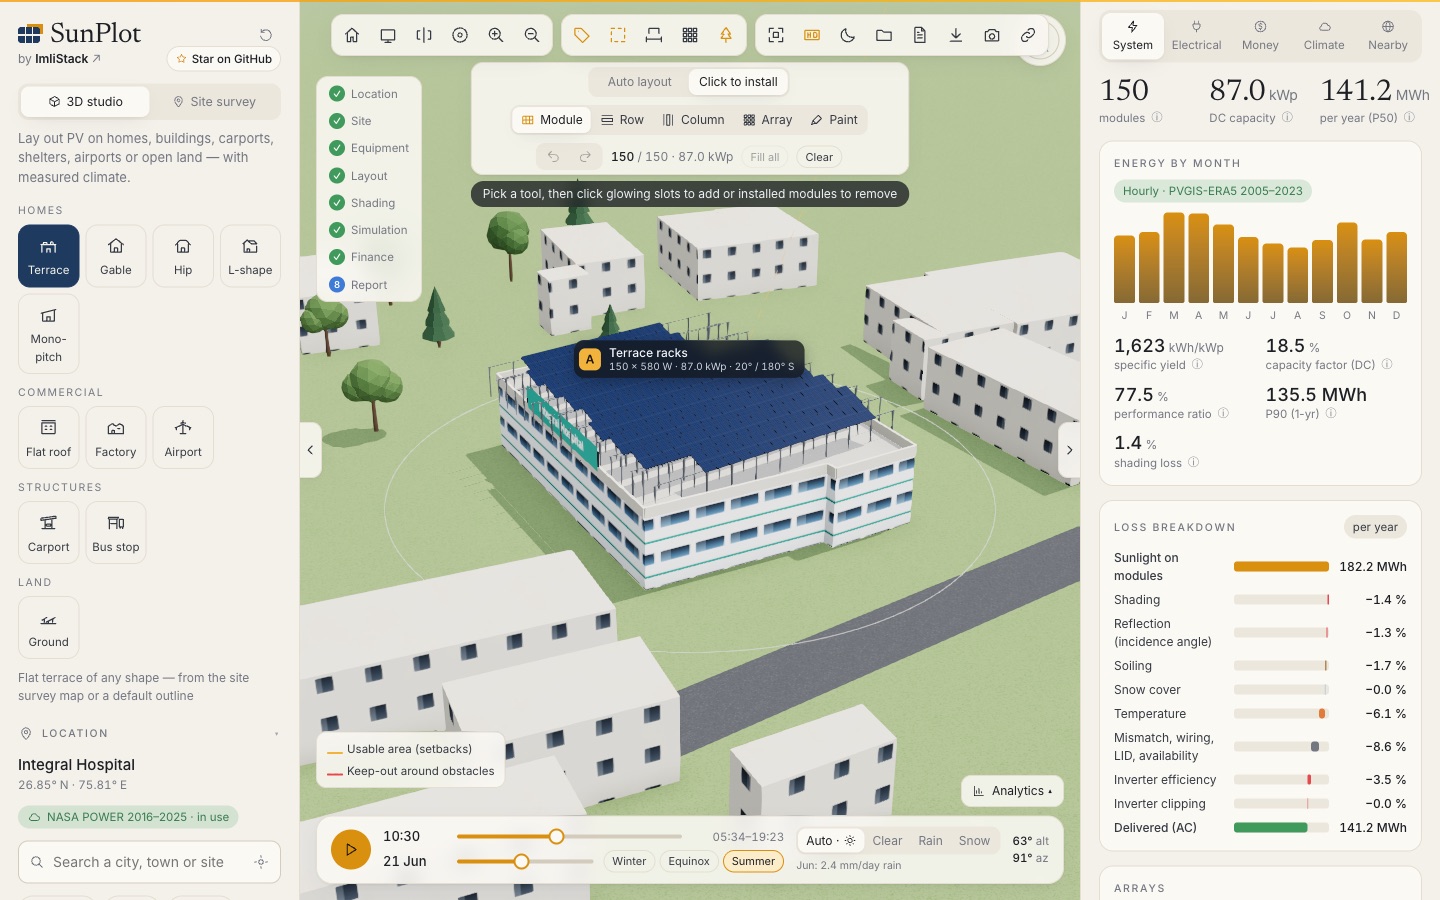 SunPlot
by ImliStack ↗
Star on GitHub
3D studio
Site survey
Lay out PV on homes, buildings, carports,
shelters, airports or open land — with
measured climate.
HOMES
Terrace
Gable
Hip
L-shape
Mono-
pitch
COMMERCIAL
Flat roof
Factory
Airport
STRUCTURES
Carport
Bus stop
LAND
Ground
Flat terrace of any shape — from the site
survey map or a default outline
LOCATION
Integral Hospital
26.85° N · 75.81° E
NASA POWER 2016–2025 · in use
Search a city, town or site
HD
Location
Site
Equipment
Layout
Shading
Simulation
Finance
8 Report
Auto layout
Click to install
Module
Row
Column
Array
Paint
150 / 150 · 87.0 kWp
Fill all
Clear
Pick a tool, then click glowing slots to add or installed modules to remove
A
Terrace racks
150 × 580 W · 87.0 kWp · 20° / 180° S
Usable area (setbacks)
Keep-out around obstacles
Analytics
10:30
05:34–19:23
21 Jun
Winter
Equinox
Summer
Auto ·
Clear
Rain
Snow
Jun: 2.4 mm/day rain
63° alt
91° az
System
Electrical
Money
Climate
Nearby
150
modules
87.0 kWp
DC capacity
141.2 MWh
per year (P50)
ENERGY BY MONTH
Hourly · PVGIS-ERA5 2005–2023
J F M A M J J A S O N D
1,623 kWh/kWp
specific yield
18.5 %
capacity factor (DC)
77.5 %
performance ratio
135.5 MWh
P90 (1-yr)
1.4 %
shading loss
LOSS BREAKDOWN
per year
Sunlight on
modules
182.2 MWh
Shading −1.4 %
Reflection
(incidence angle)
−1.3 %
Soiling −1.7 %
Snow cover −0.0 %
Temperature −6.1 %
Mismatch, wiring,
LID, availability
−8.6 %
Inverter efficiency −3.5 %
Inverter clipping −0.0 %
Delivered (AC) 141.2 MWh
ARRAYS